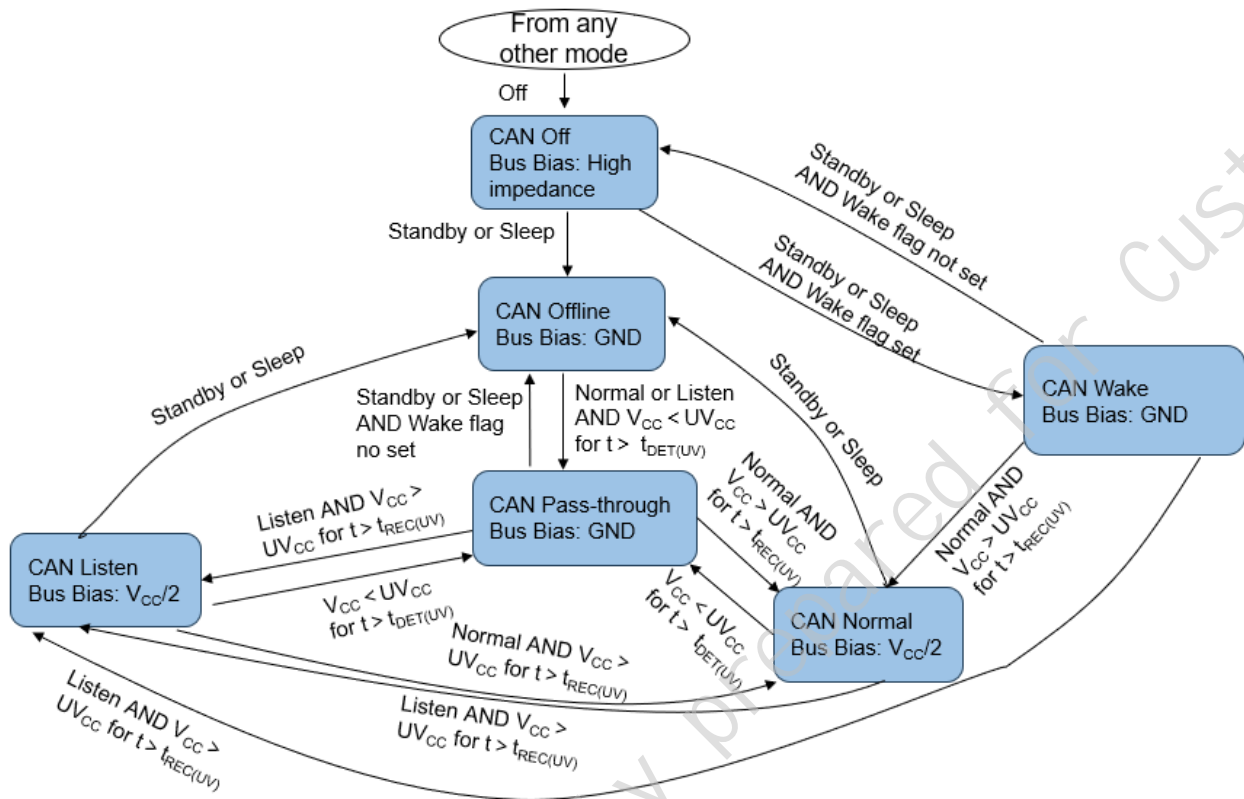 From any
other mode
Off
CAN Off
Bus Bias: High
impedance
Standby or Sleep
AND Wake flag not set
Standby or Sleep
Standby or Sleep
AND Wake flag set
CAN Offline
Bus Bias: GND
CAN Wake
Bus Bias: GND
Standby or Sleep
Standby or Sleep
AND Wake flag
no set
Normal or Listen
AND VCC < UVCC
for t > tDET(UV)
Standby or Sleep
CAN Pass-through
Bus Bias: GND
Normal AND
VCC > UVCC
for t > tREC(UV)
Normal AND
VCC > UVCC
for t > tREC(UV)
Listen AND VCC >
UVCC for t > tREC(UV)
CAN Listen
Bus Bias: VCC/2
VCC < UVCC
for t > tDET(UV)
VCC < UVCC
for t > tDET(UV)
CAN Normal
Bus Bias: VCC/2
Normal AND VCC >
UVCC for t > tREC(UV)
Listen AND VCC >
UVCC for t > tREC(UV)
Listen AND VCC >
UVCC for t > tREC(UV)
prepared for Cust